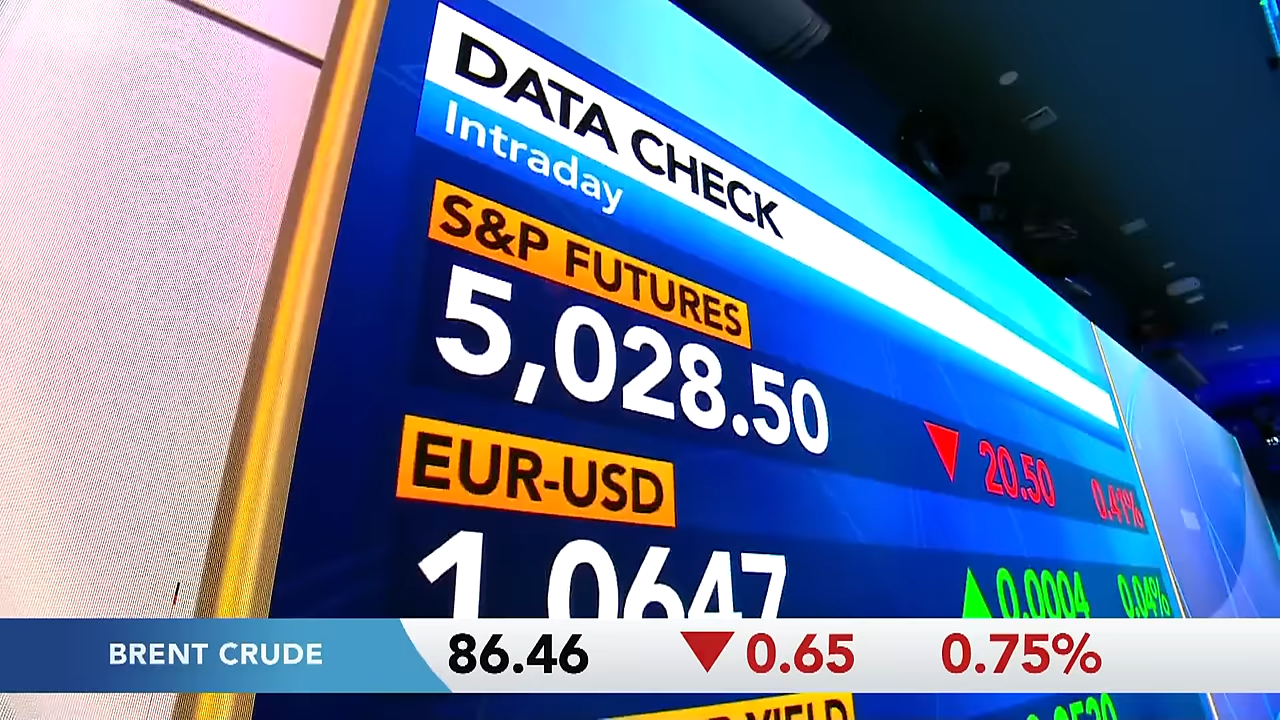 DATA CHECK
Intraday
S&P FUTURES
5,028.50 ▼ 20.50 0.41%
EUR-USD
1.0647 ▲ 0.0004 0.04%
BRENT CRUDE 86.46 ▼ 0.65 0.75%
YIELD